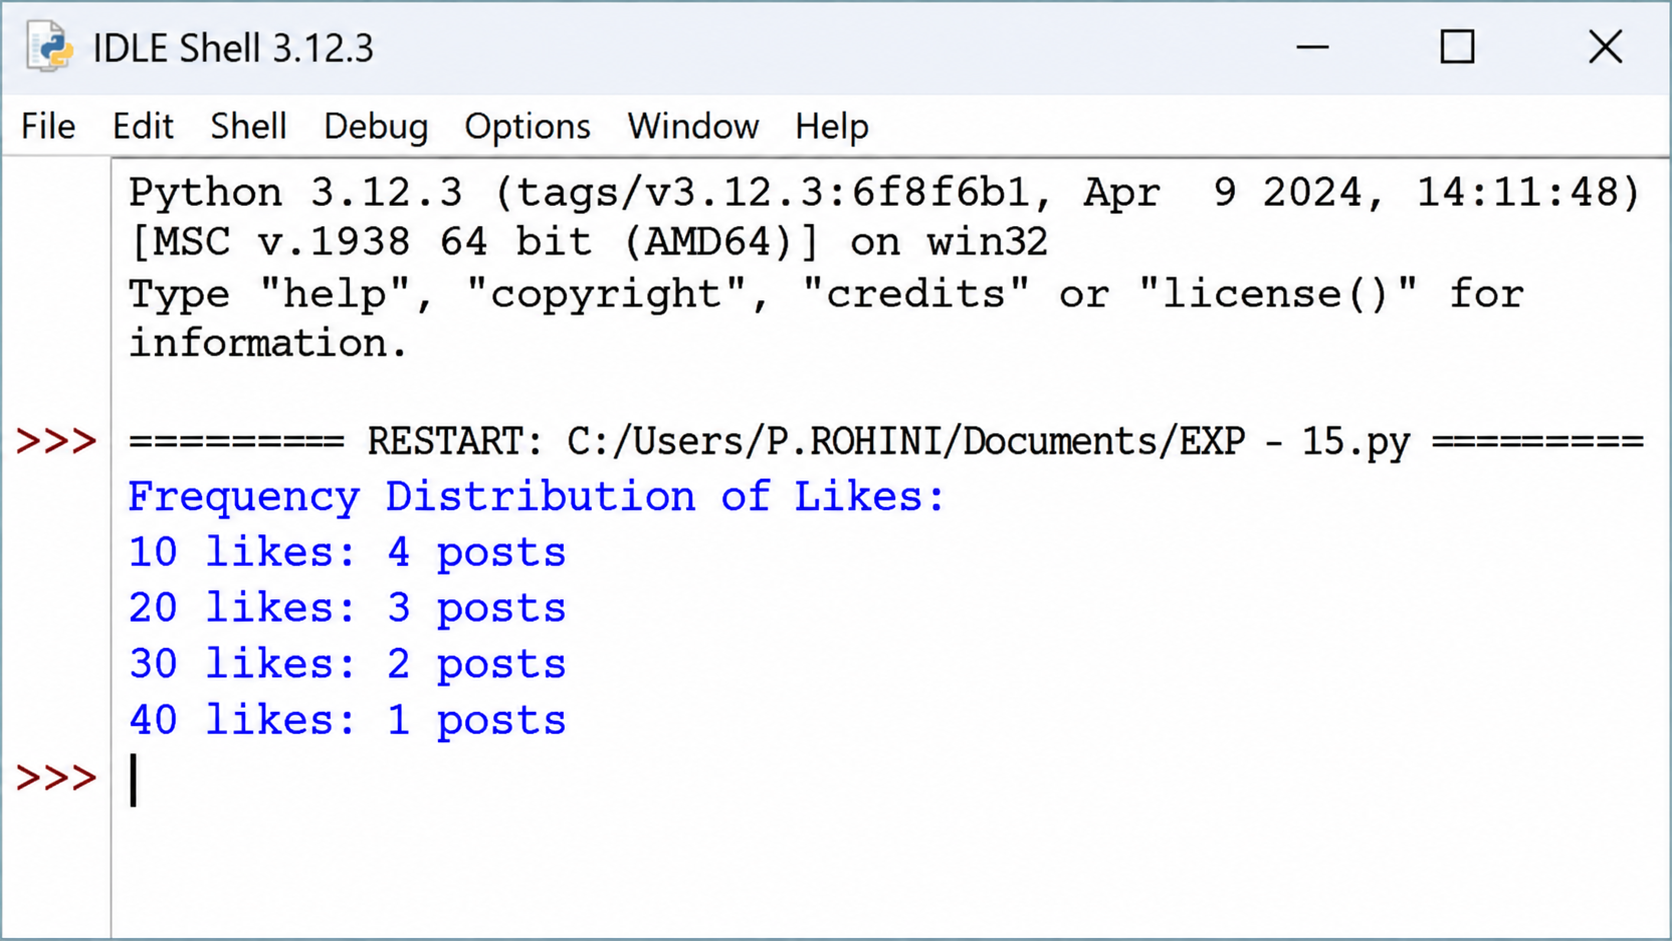 IDLE Shell 3.12.3
File Edit Shell Debug Options Window Help
Python 3.12.3 (tags/v3.12.3:6f8f6b1, Apr  9 2024, 14:11:48)
[MSC v.1938 64 bit (AMD64)] on win32
Type "help", "copyright", "credits" or "license()" for
information.
>>> ========= RESTART: C:/Users/P.ROHINI/Documents/EXP - 15.py =========
Frequency Distribution of Likes:
10 likes: 4 posts
20 likes: 3 posts
30 likes: 2 posts
40 likes: 1 posts
>>>